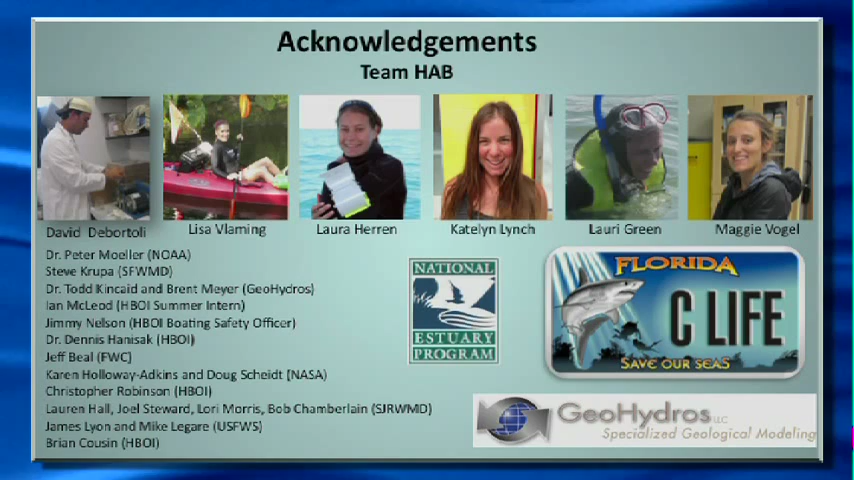 Acknowledgements
Team HAB
David Debortoli
Lisa Vlaming
Laura Herren
Katelyn Lynch
Lauri Green
Maggie Vogel
Dr. Peter Moeller (NOAA)
Steve Krupa (SFWMD)
Dr. Todd Kincaid and Brent Meyer (GeoHydros)
Ian McLeod (HBOI Summer Intern)
Jimmy Nelson (HBOI Boating Safety Officer)
Dr. Dennis Hanisak (HBOI)
Jeff Beal (FWC)
Karen Holloway-Adkins and Doug Scheidt (NASA)
Christopher Robinson (HBOI)
Lauren Hall, Joel Steward, Lori Morris, Bob Chamberlain (SJRWMD)
James Lyon and Mike Legare (USFWS)
Brian Cousin (HBOI)
NATIONAL
ESTUARY
PROGRAM
FLORIDA
C LIFE
SAVE OUR SEAS
GeoHydros LLC
Specialized Geological Modeling